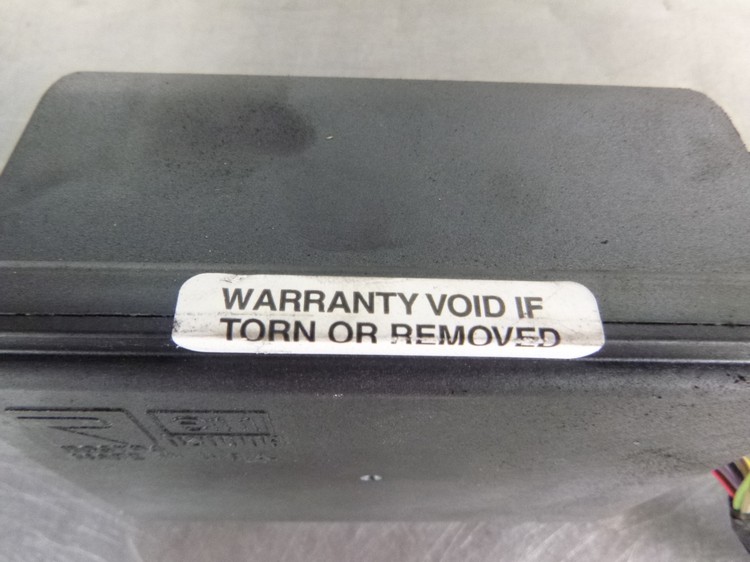 WARRANTY VOID IF
TORN OR REMOVED